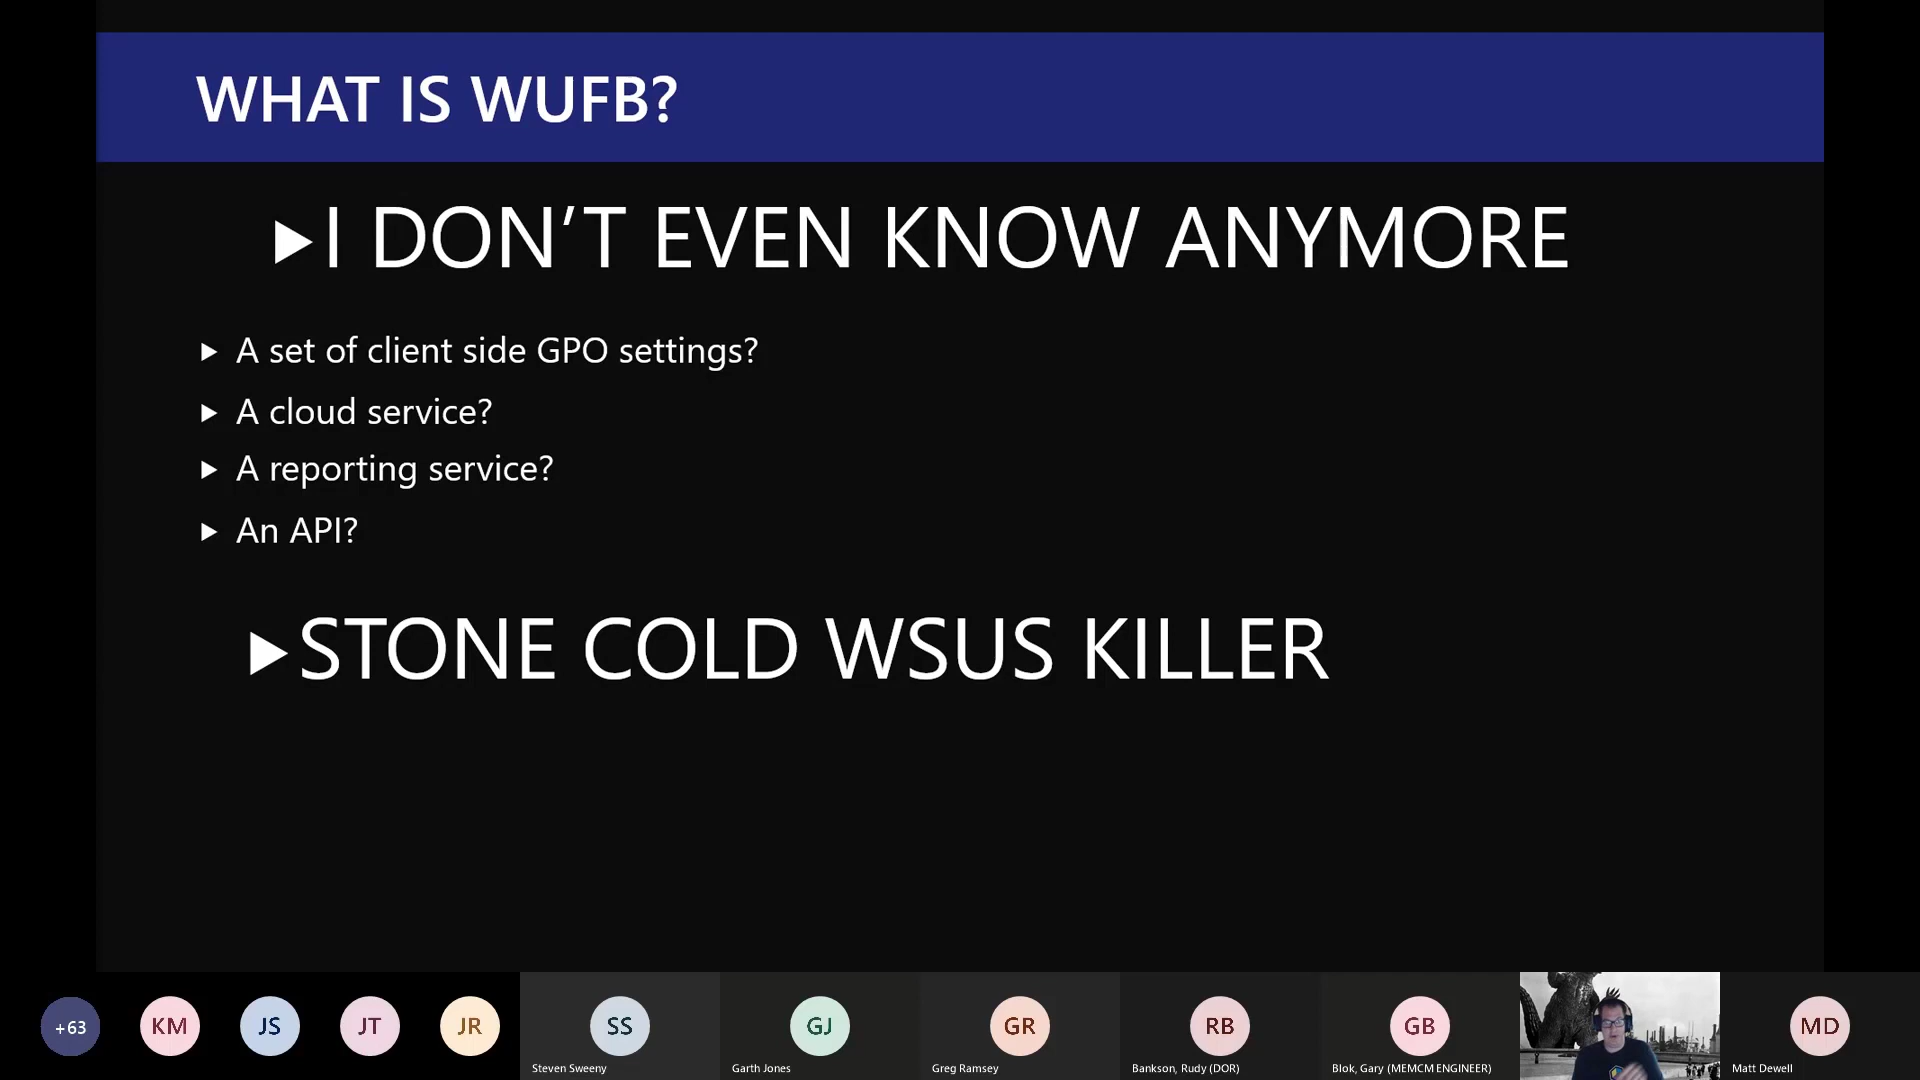 WHAT IS WUFB?
I DON’T EVEN KNOW ANYMORE
A set of client side GPO settings?
A cloud service?
A reporting service?
An API?
STONE COLD WSUS KILLER
+63
KM
JS
JT
JR
SS
GJ
GR
RB
GB
MD
Steven Sweeny
Garth Jones
Greg Ramsey
Bankson, Rudy (DOR)
Blok, Gary (MEMCM ENGINEER)
Matt Dewell